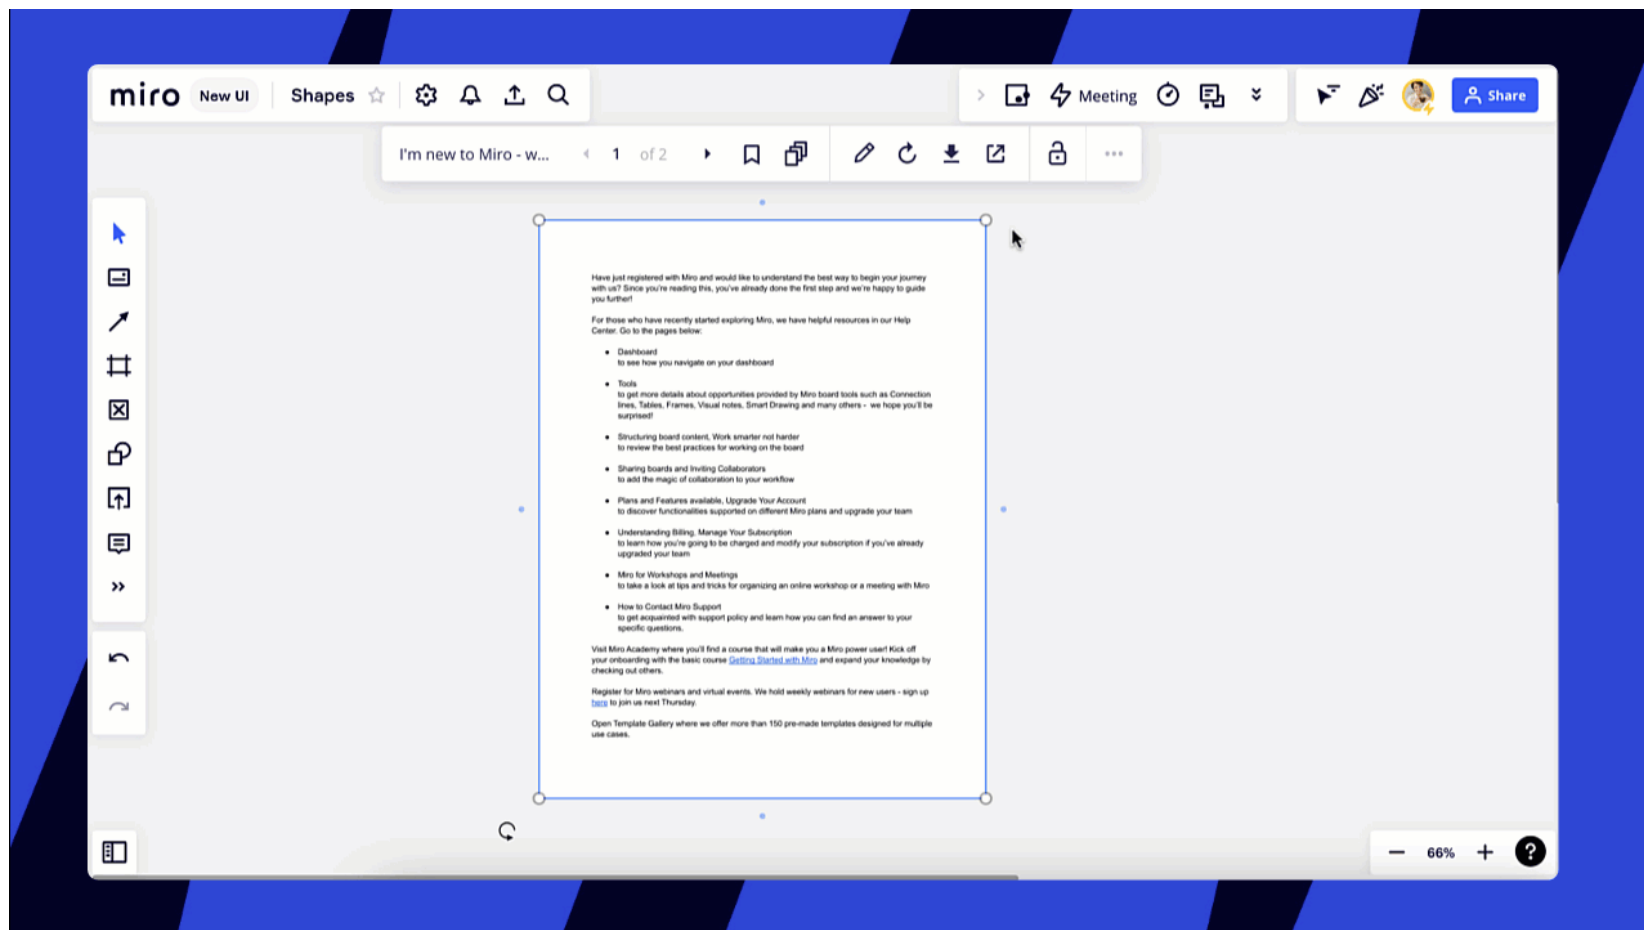 miro New UI Shapes Meeting Share
I'm new to Miro - w... 1 of 2
Have just registered with Miro and would like to understand the best way to begin your journey
with us? Since you're reading this, you've already done the first step and we're happy to guide
you further!
For those who have recently started exploring Miro, we have helpful resources in our Help
Center. Go to the pages below:
• Dashboard
to see how you navigate on your dashboard
• Tools
to get more details about opportunities provided by Miro board tools such as Connection
lines, Tables, Frames, Visual notes, Smart Drawing and many others - we hope you'll be
surprised!
• Structuring board content, Work smarter not harder
to review the best practices for working on the board
• Sharing boards and Inviting Collaborators
to add the magic of collaboration to your workflow
• Plans and Features available, Upgrade Your Account
to discover functionalities supported on different Miro plans and upgrade your team
• Understanding Billing, Manage Your Subscription
to learn how you're going to be charged and modify your subscription if you've already
upgraded your team
• Miro for Workshops and Meetings
to take a look at tips and tricks for organizing an online workshop or a meeting with Miro
• How to Contact Miro Support
to get acquainted with support policy and learn how you can find an answer to your
specific questions.
Visit Miro Academy where you'll find a course that will make you a Miro power user! Kick off
your onboarding with the basic course Getting Started with Miro and expand your knowledge by
checking out others.
Register for Miro webinars and virtual events. We hold weekly webinars for new users - sign up
here to join us next Thursday.
Open Template Gallery where we offer more than 150 pre-made templates designed for multiple
use cases.
66%